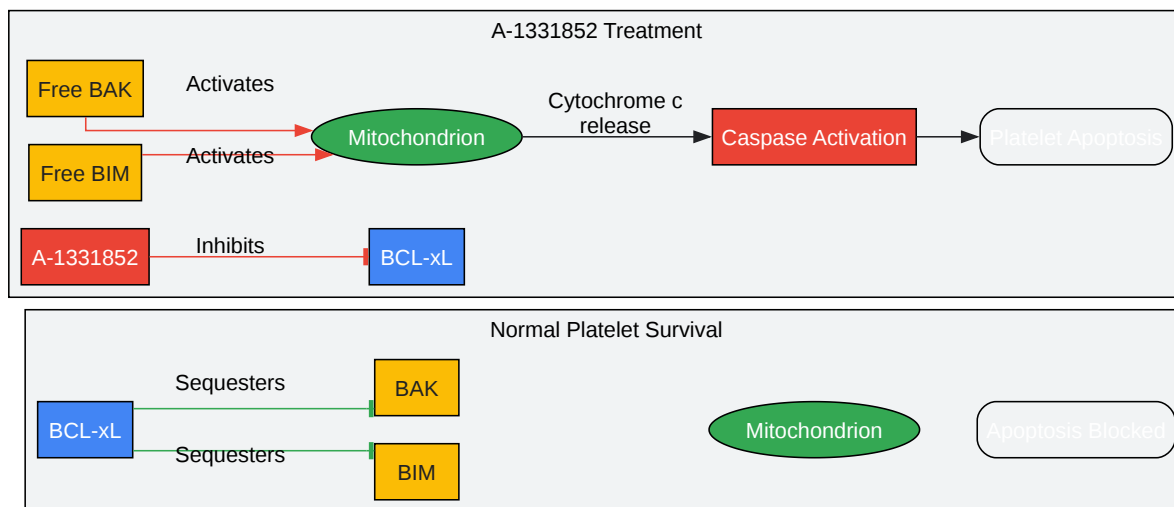 A-1331852 Treatment
Free BAK
Activates
Cytochrome c
release
Mitochondrion
Caspase Activation
Platelet Apoptosis
Activates
Free BIM
A-1331852
Inhibits
BCL-xL
Normal Platelet Survival
Sequesters
BAK
BCL-xL
Mitochondrion
Apoptosis Blocked
Sequesters
BIM